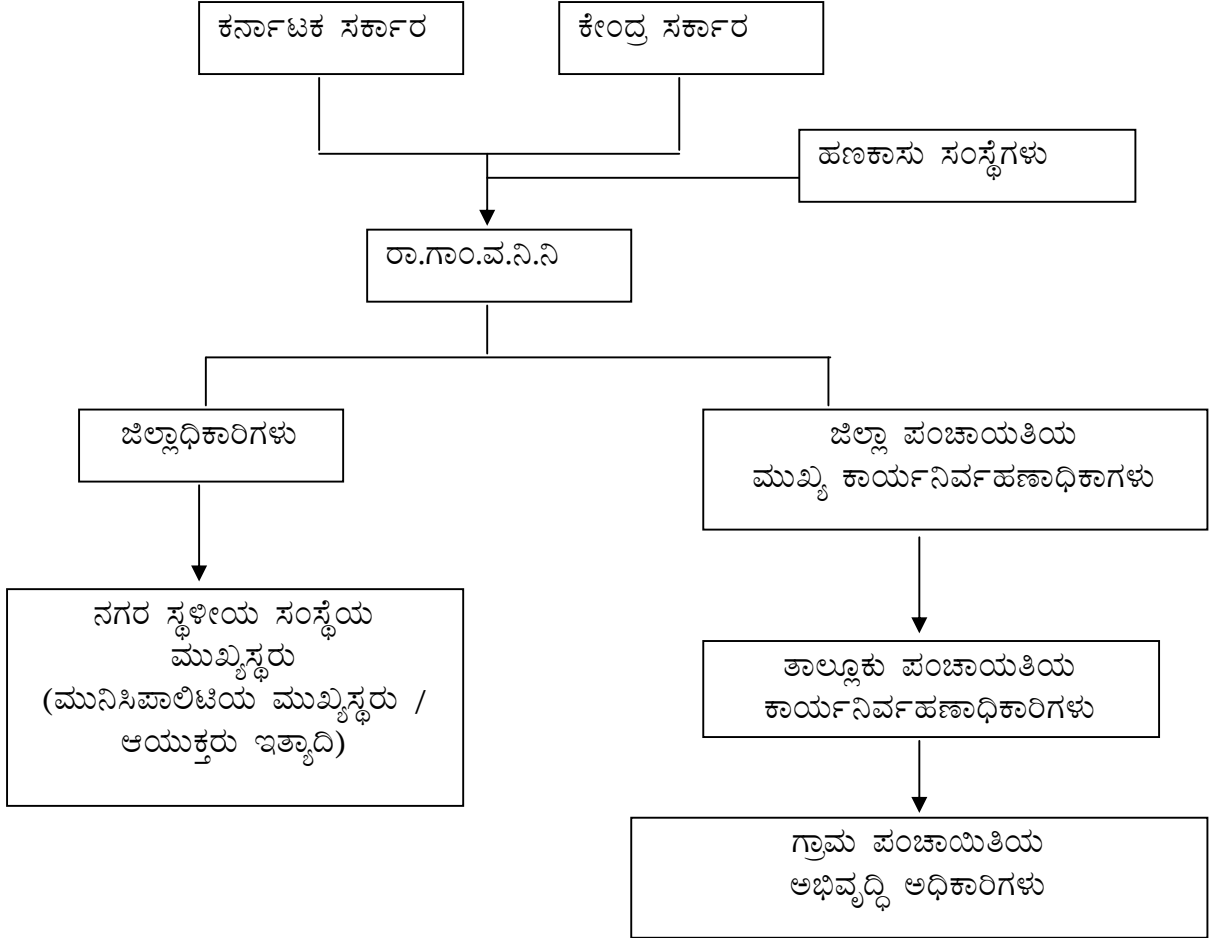 ಕರ್ನಾಟಕ ಸರ್ಕಾರ
ಕೇಂದ್ರ ಸರ್ಕಾರ
ಹಣಕಾಸು ಸಂಸ್ಥೆಗಳು
ರಾ.ಗಾಂ.ವ.ನಿ.ನಿ
ಜಿಲ್ಲಾಧಿಕಾರಿಗಳು
ಜಿಲ್ಲಾ ಪಂಚಾಯತಿಯ
ಮುಖ್ಯ ಕಾರ್ಯನಿರ್ವಹಣಾಧಿಕಾಗಳು
ನಗರ ಸ್ಥಳೀಯ ಸಂಸ್ಥೆಯ
ಮುಖ್ಯಸ್ಥರು
(ಮುನಿಸಿಪಾಲಿಟಿಯ ಮುಖ್ಯಸ್ಥರು /
ಆಯುಕ್ತರು ಇತ್ಯಾದಿ)
ತಾಲ್ಲೂಕು ಪಂಚಾಯತಿಯ
ಕಾರ್ಯನಿರ್ವಹಣಾಧಿಕಾರಿಗಳು
ಗ್ರಾಮ ಪಂಚಾಯಿತಿಯ
ಅಭಿವೃದ್ಧಿ ಅಧಿಕಾರಿಗಳು